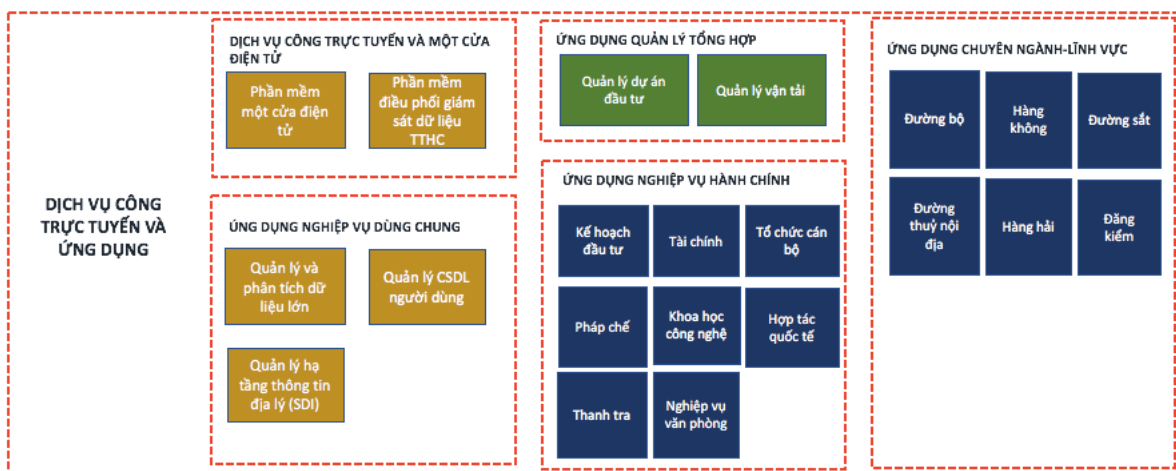 DỊCH VỤ CÔNG
TRỰC TUYẾN VÀ
ỨNG DỤNG
DỊCH VỤ CÔNG TRỰC TUYẾN VÀ MỘT CỬA
ĐIỆN TỬ
Phần mềm
một cửa điện
tử
Phần mềm
điều phối giám
sát dữ liệu
TTHC
ỨNG DỤNG NGHIỆP VỤ DÙNG CHUNG
Quản lý và
phân tích dữ
liệu lớn
Quản lý CSDL
người dùng
Quản lý hạ
tầng thông tin
địa lý (SDI)
ỨNG DỤNG QUẢN LÝ TỔNG HỢP
Quản lý dự án
đầu tư
Quản lý vận tải
ỨNG DỤNG NGHIỆP VỤ HÀNH CHÍNH
Kế hoạch
đầu tư
Tài chính
Tổ chức cán
bộ
Pháp chế
Khoa học
công nghệ
Hợp tác
quốc tế
Thanh tra
Nghiệp vụ
văn phòng
ỨNG DỤNG CHUYÊN NGÀNH-LĨNH VỰC
Đường bộ
Hàng
không
Đường sắt
Đường
thuỷ nội
địa
Hàng hải
Đăng
kiểm